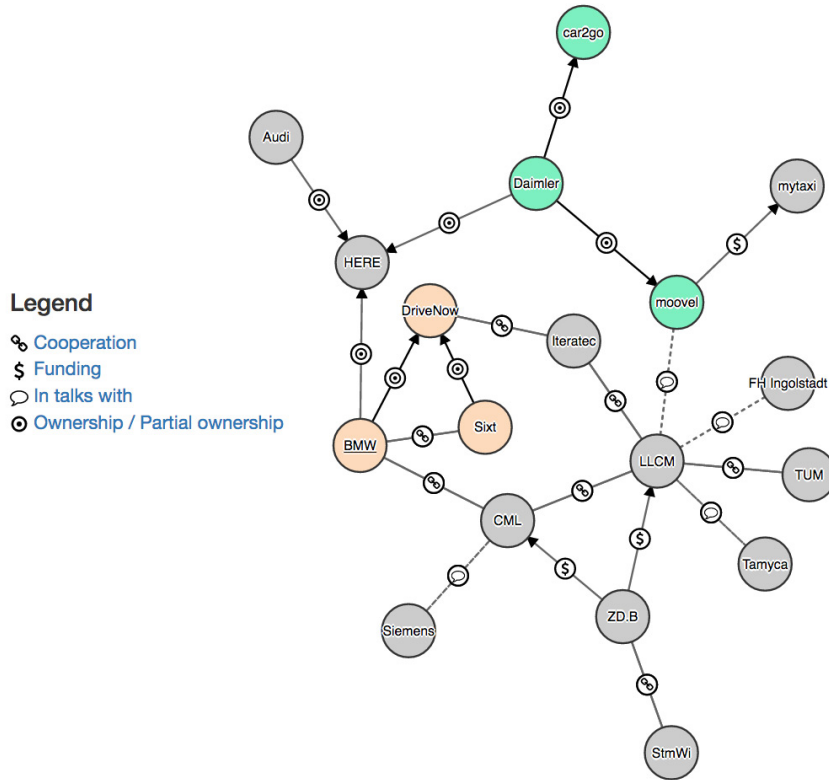 car2go
Audi
Daimler
mytaxi
HERE
Legend
moovel
DriveNow
Cooperation
Iteratec
$ Funding
FH Ingolstadt
In talks with
Ownership / Partial ownership
Sixt
BMW
LLCM
TUM
CML
Tamyca
ZD.B
Siemens
StmWi
$
$
$